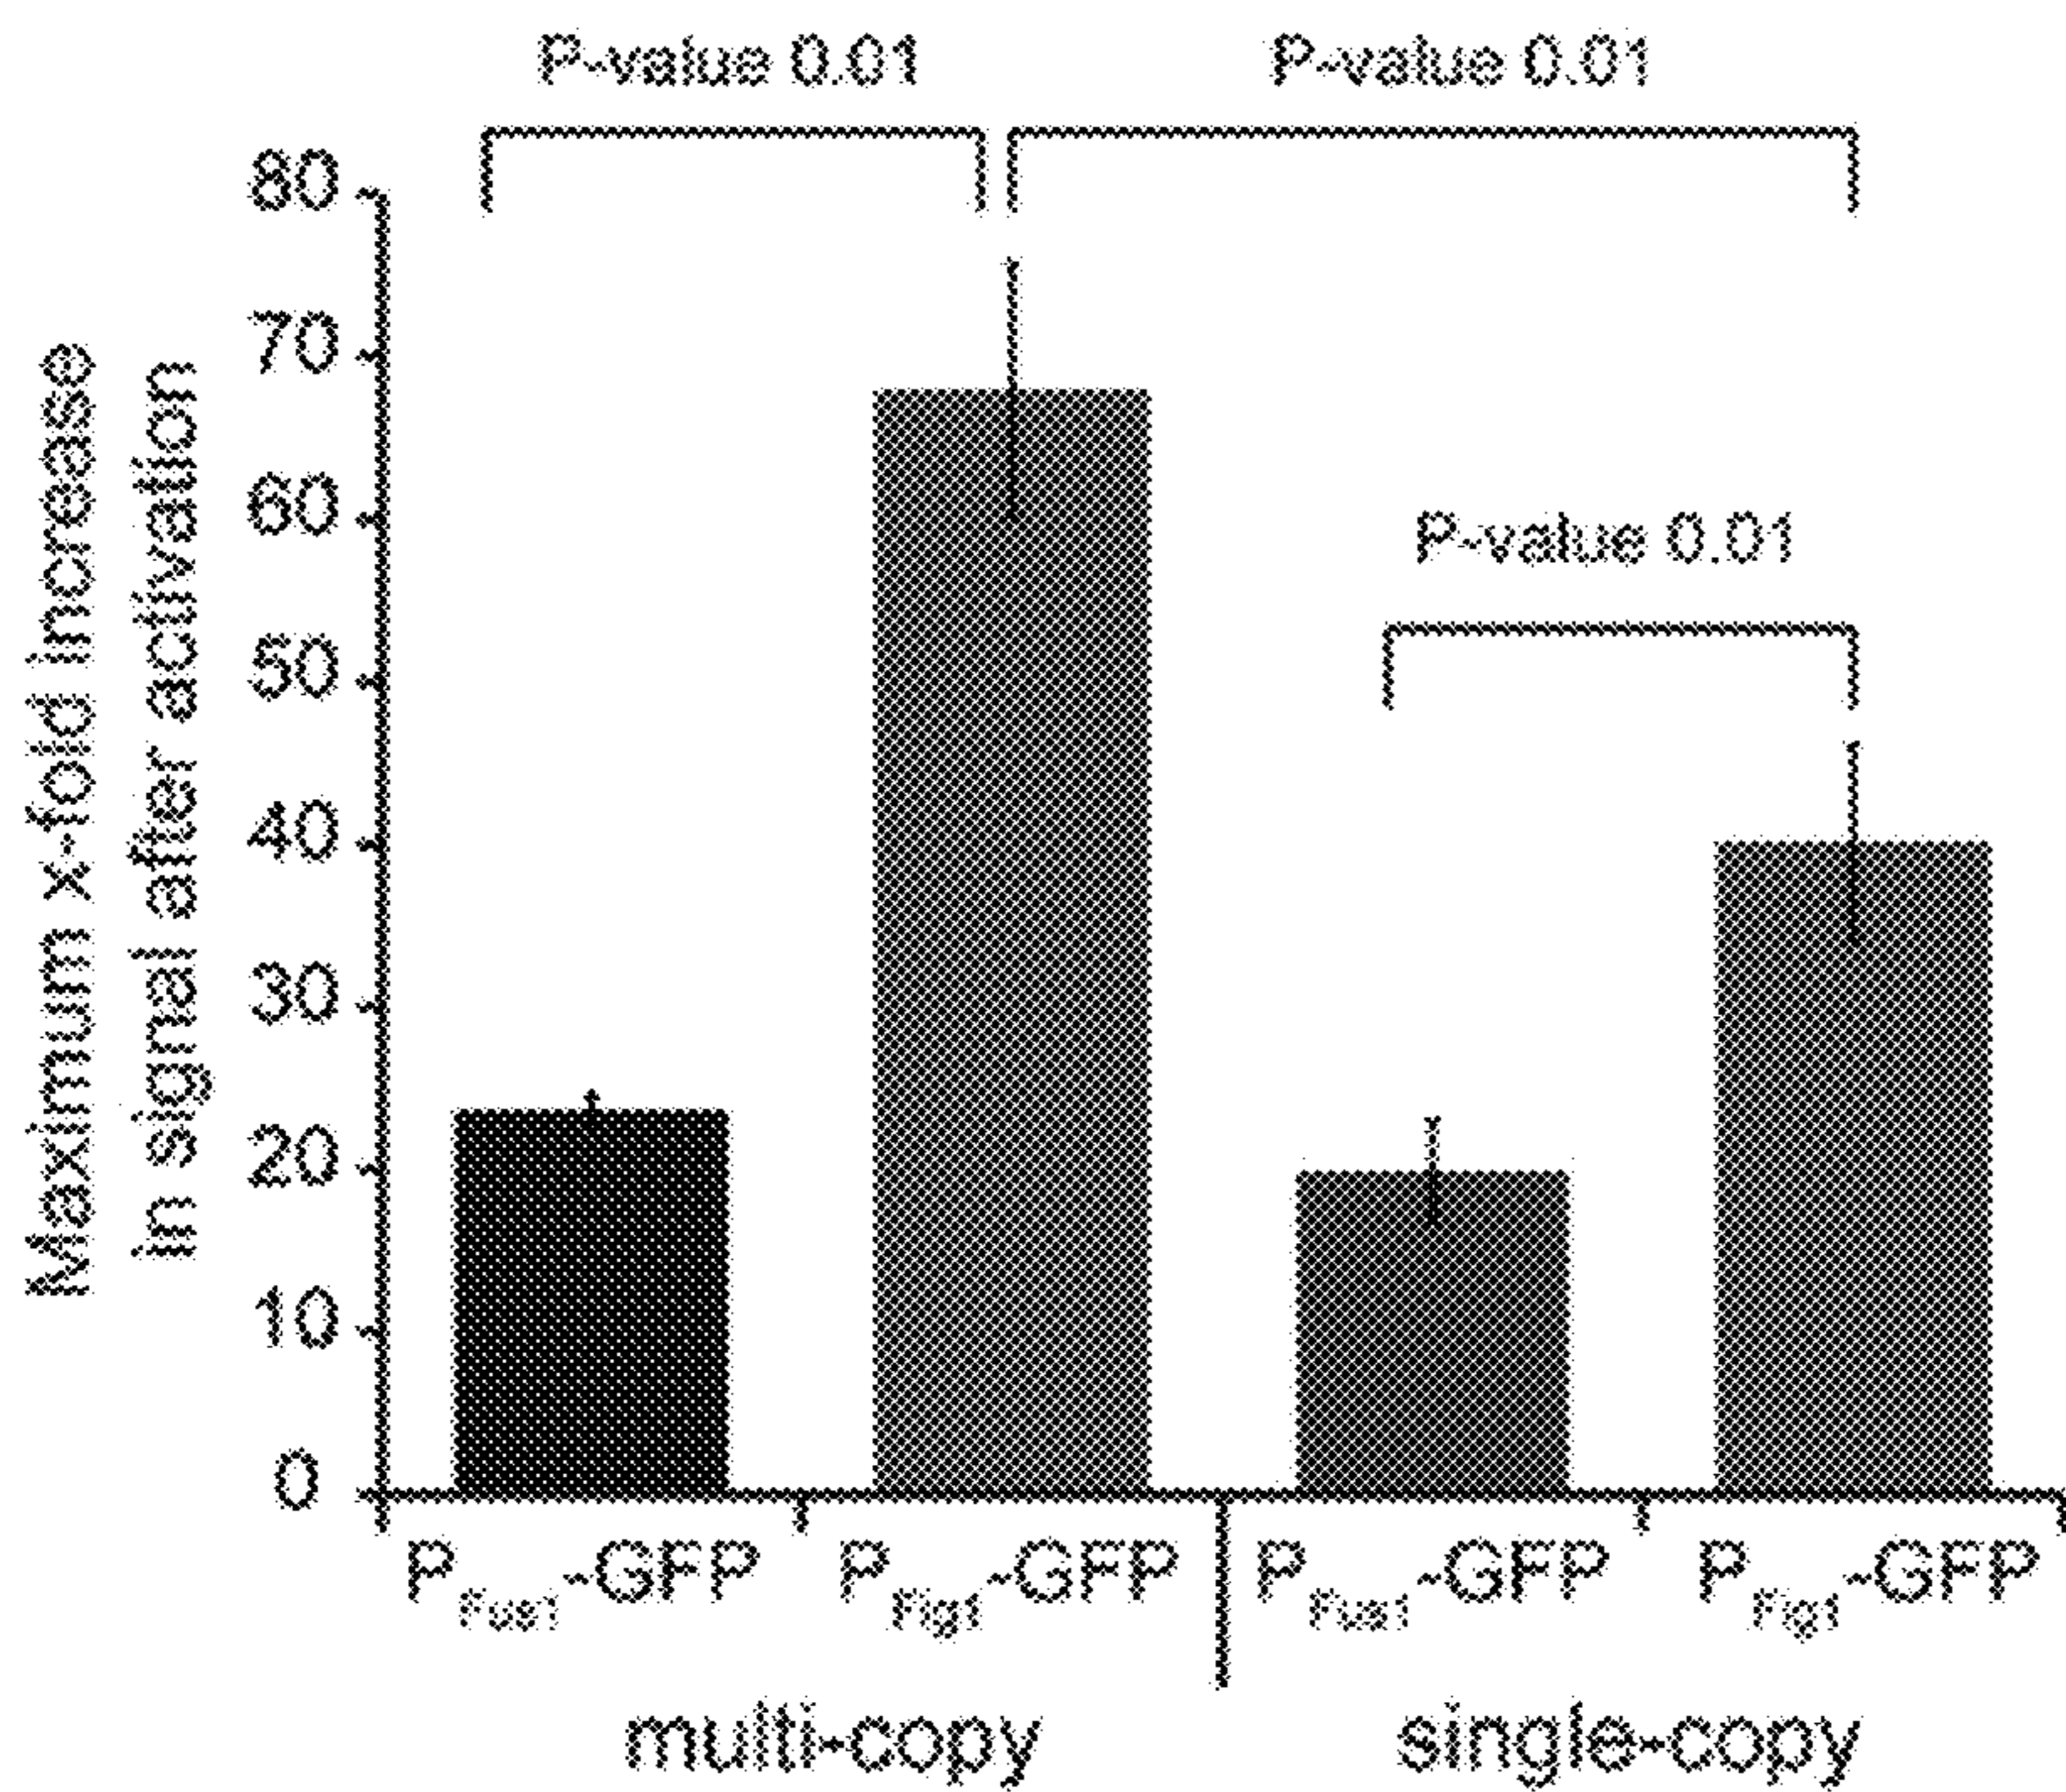 P-value 0.01
P-value 0.01
P-value 0.01
Maximum x-fold increase
in signal after activation
80
70
60
50
40
30
20
10
0
PFus1-GFP
PFig1-GFP
PFus1-GFP
PFig1-GFP
multi-copy
single-copy